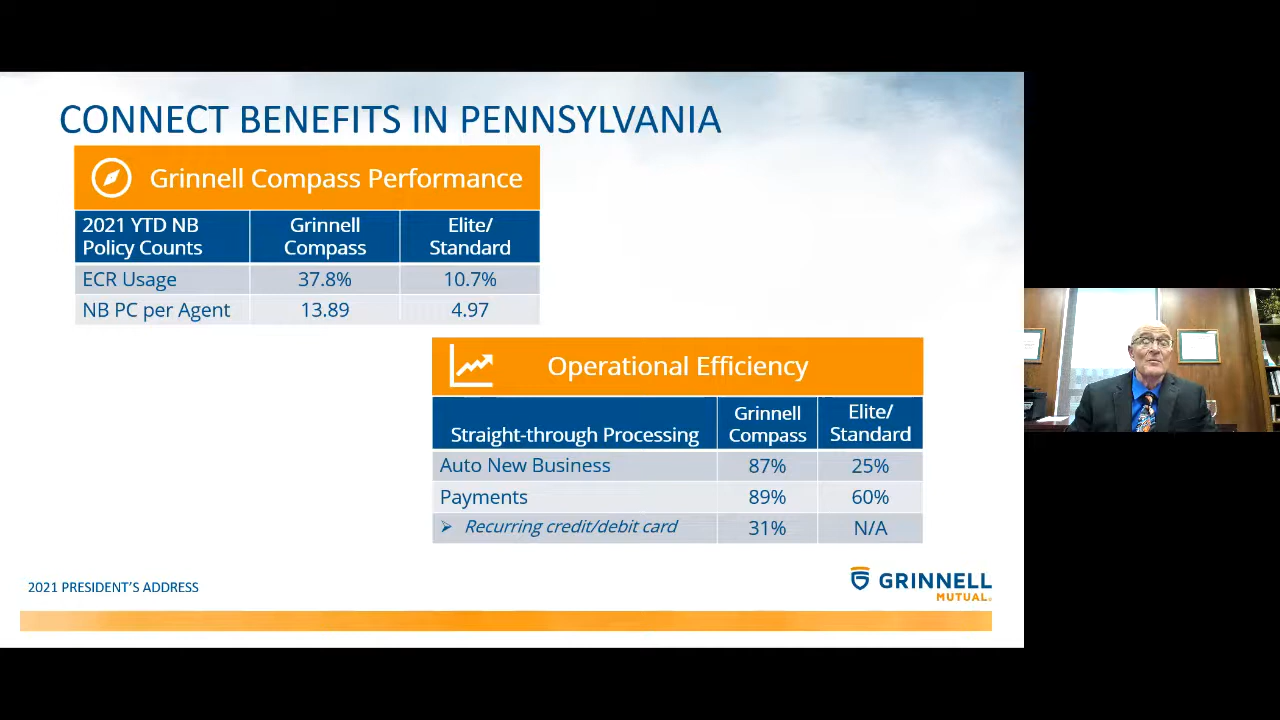 CONNECT BENEFITS IN PENNSYLVANIA
Grinnell Compass Performance
2021 YTD NB Policy Counts Grinnell Compass Elite/ Standard
ECR Usage 37.8% 10.7%
NB PC per Agent 13.89 4.97
Operational Efficiency
Straight-through Processing Grinnell Compass Elite/ Standard
Auto New Business 87% 25%
Payments 89% 60%
Recurring credit/debit card 31% N/A
2021 PRESIDENT'S ADDRESS
GRINNELL
MUTUAL.